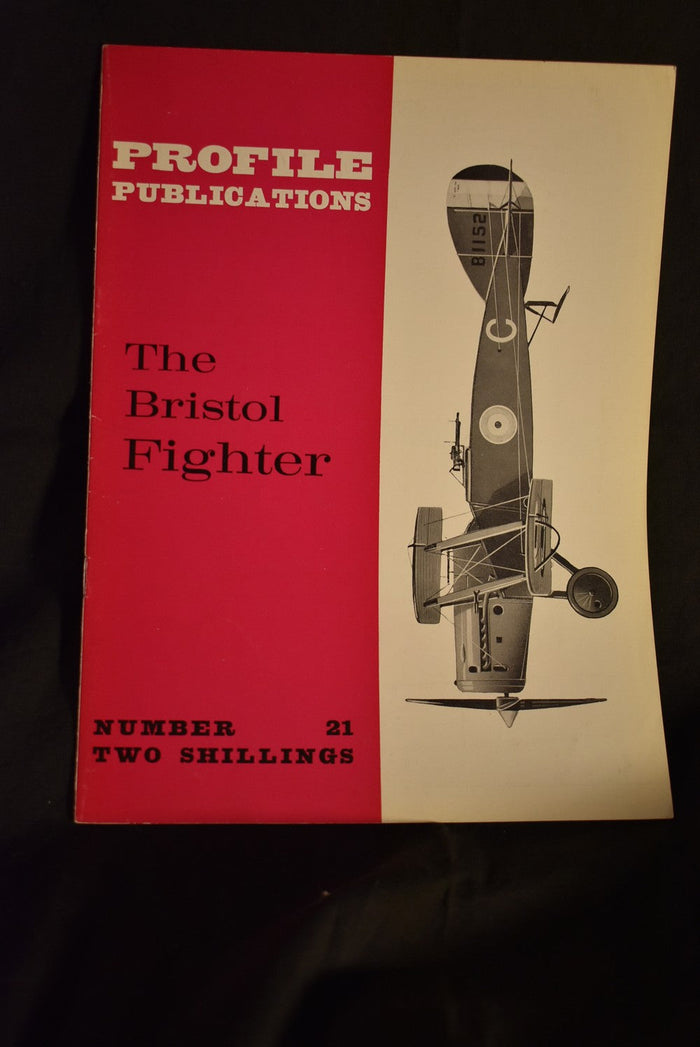 PROFILE
PUBLICATIONS
The
Bristol
Fighter
NUMBER 21
TWO SHILLINGS
B1152
C